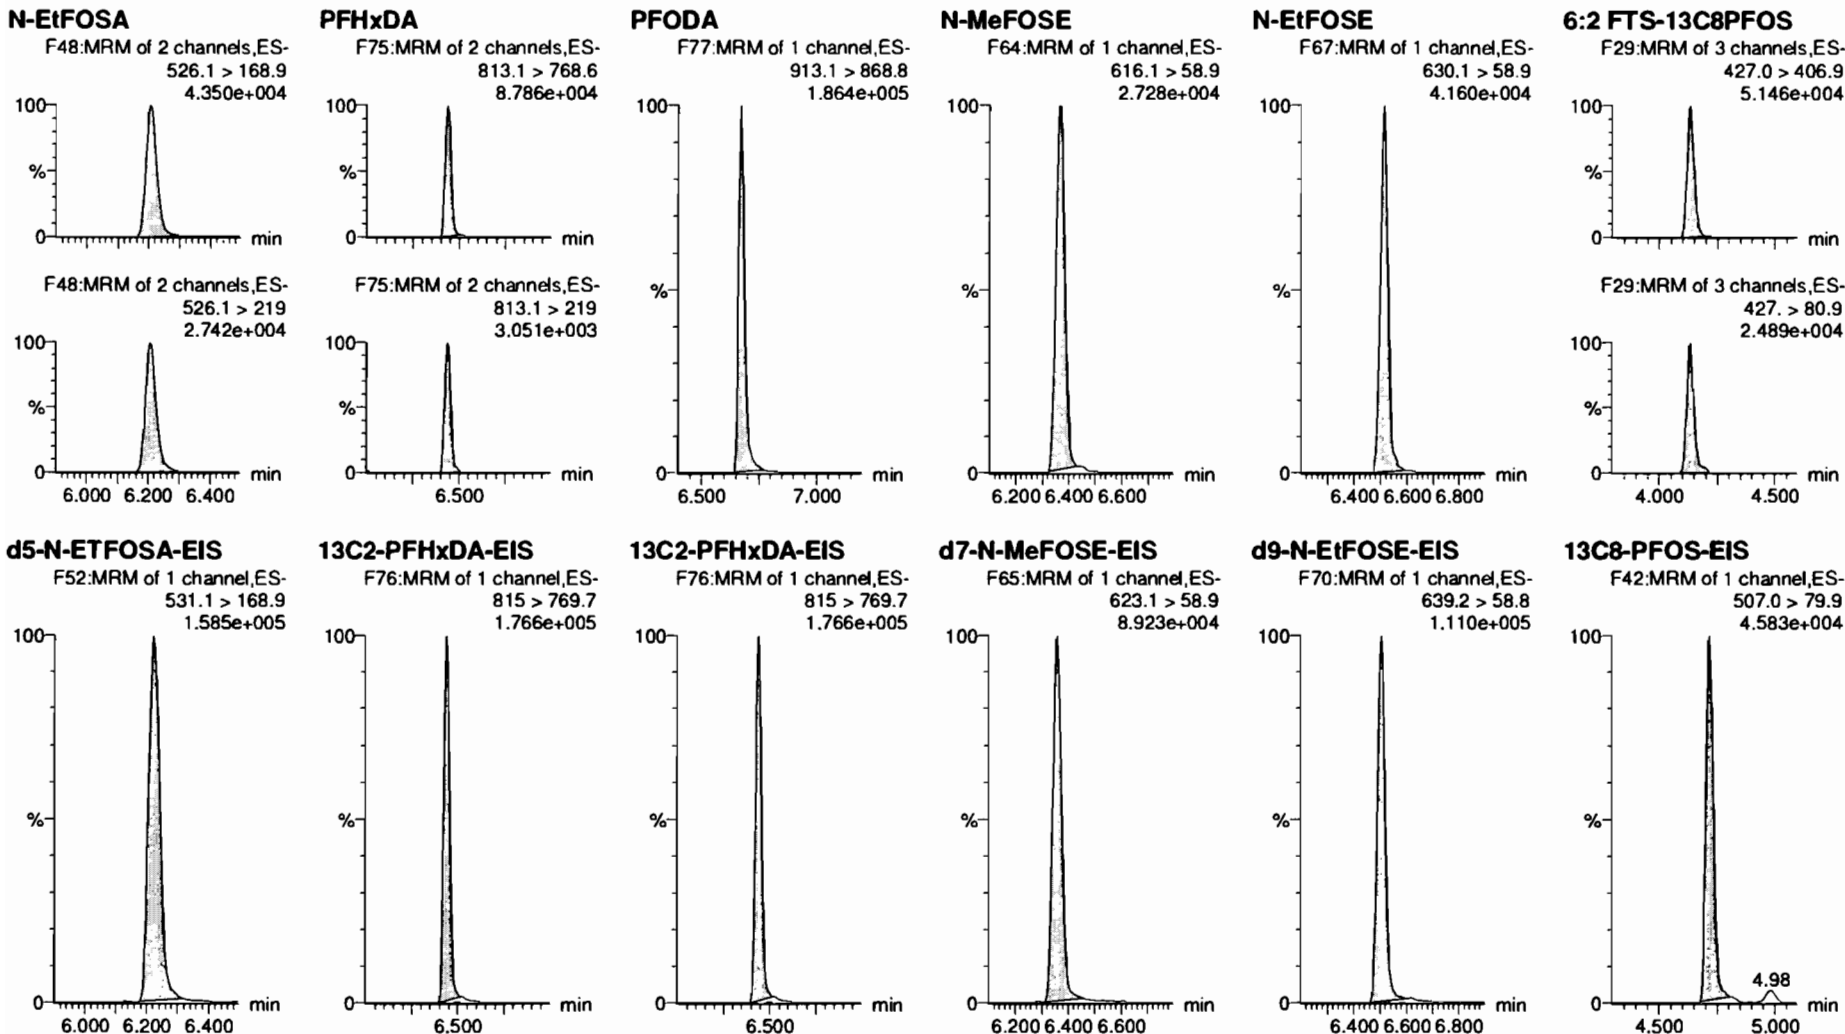 N-EtFOSA
F48:MRM of 2 channels,ES-
526.1 > 168.9
4.350e+004
100
%
0
min
F48:MRM of 2 channels,ES-
526.1 > 219
2.742e+004
100
%
0
min
6.000 6.200 6.400
PFHxDA
F75:MRM of 2 channels,ES-
813.1 > 768.6
8.786e+004
100
%
0
min
F75:MRM of 2 channels,ES-
813.1 > 219
3.051e+003
100
%
0
min
6.500
PFODA
F77:MRM of 1 channel,ES-
913.1 > 868.8
1.864e+005
100
%
0
min
6.500 7.000
N-MeFOSE
F64:MRM of 1 channel,ES-
616.1 > 58.9
2.728e+004
100
%
0
min
6.200 6.400 6.600
N-EtFOSE
F67:MRM of 1 channel,ES-
630.1 > 58.9
4.160e+004
100
%
0
min
6.400 6.600 6.800
6:2 FTS-13C8PFOS
F29:MRM of 3 channels,ES-
427.0 > 406.9
5.146e+004
100
%
0
min
F29:MRM of 3 channels,ES-
427. > 80.9
2.489e+004
100
%
0
min
4.000 4.500
d5-N-ETFOSA-EIS
F52:MRM of 1 channel,ES-
531.1 > 168.9
1.585e+005
100
%
0
min
6.000 6.200 6.400
13C2-PFHxDA-EIS
F76:MRM of 1 channel,ES-
815 > 769.7
1.766e+005
100
%
0
min
6.500
13C2-PFHxDA-EIS
F76:MRM of 1 channel,ES-
815 > 769.7
1.766e+005
100
%
0
min
6.500
d7-N-MeFOSE-EIS
F65:MRM of 1 channel,ES-
623.1 > 58.9
8.923e+004
100
%
0
min
6.200 6.400 6.600
d9-N-EtFOSE-EIS
F70:MRM of 1 channel,ES-
639.2 > 58.8
1.110e+005
100
%
0
min
6.400 6.600 6.800
13C8-PFOS-EIS
F42:MRM of 1 channel,ES-
507.0 > 79.9
4.583e+004
100
%
4.98
0
min
4.500 5.000